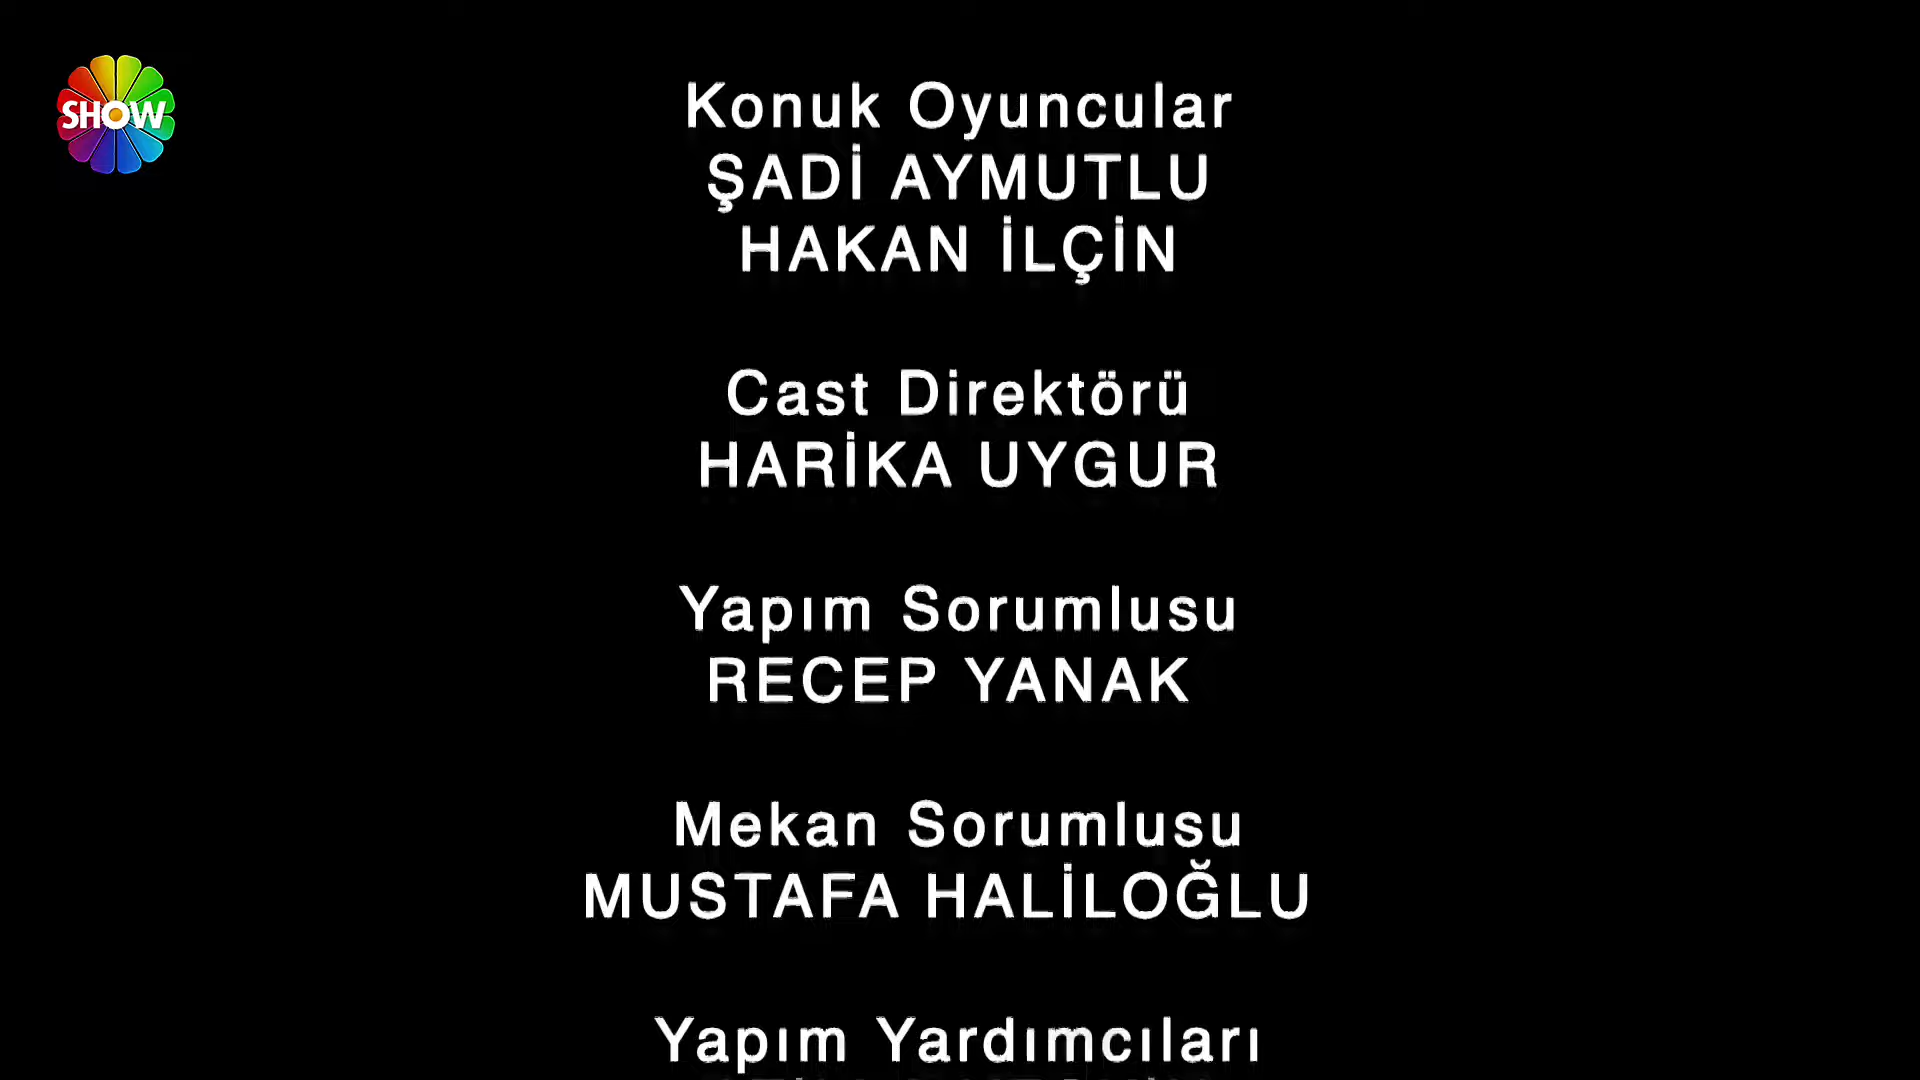 SHOW
Konuk Oyuncular
ŞADİ AYMUTLU
HAKAN İLÇİN
Cast Direktörü
HARİKA UYGUR
Yapım Sorumlusu
RECEP YANAK
Mekan Sorumlusu
MUSTAFA HALİLOĞLU
Yapım Yardımcıları